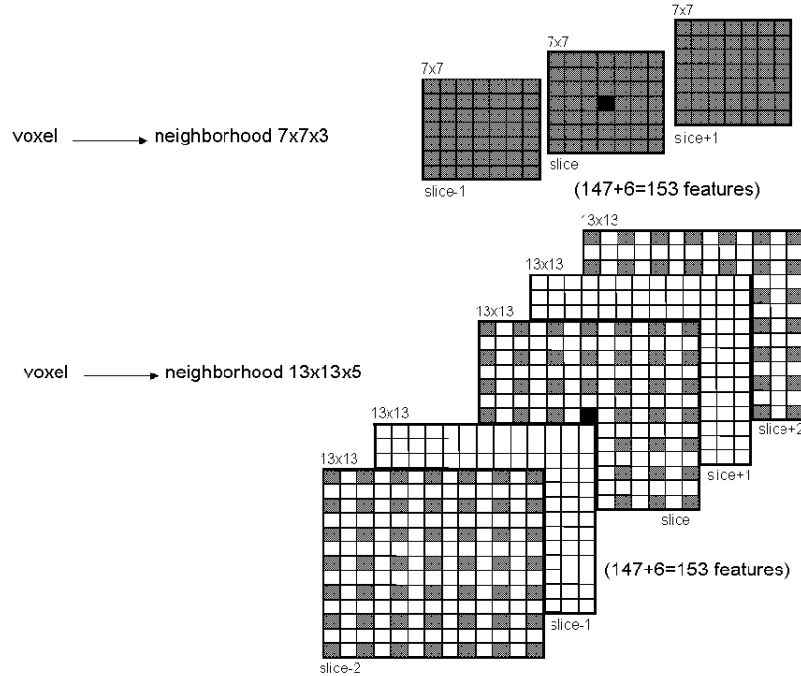 7x7
7x7
7x7
voxel
neighborhood 7x7x3
slice-1
slice
sice+1
(147+6=153 features)
13x13
13x13
13x13
voxel
neighborhood 13x13x5
13x13
13x13
slice+2
sice+1
slice
(147+6=153 features)
slice-1
slice-2